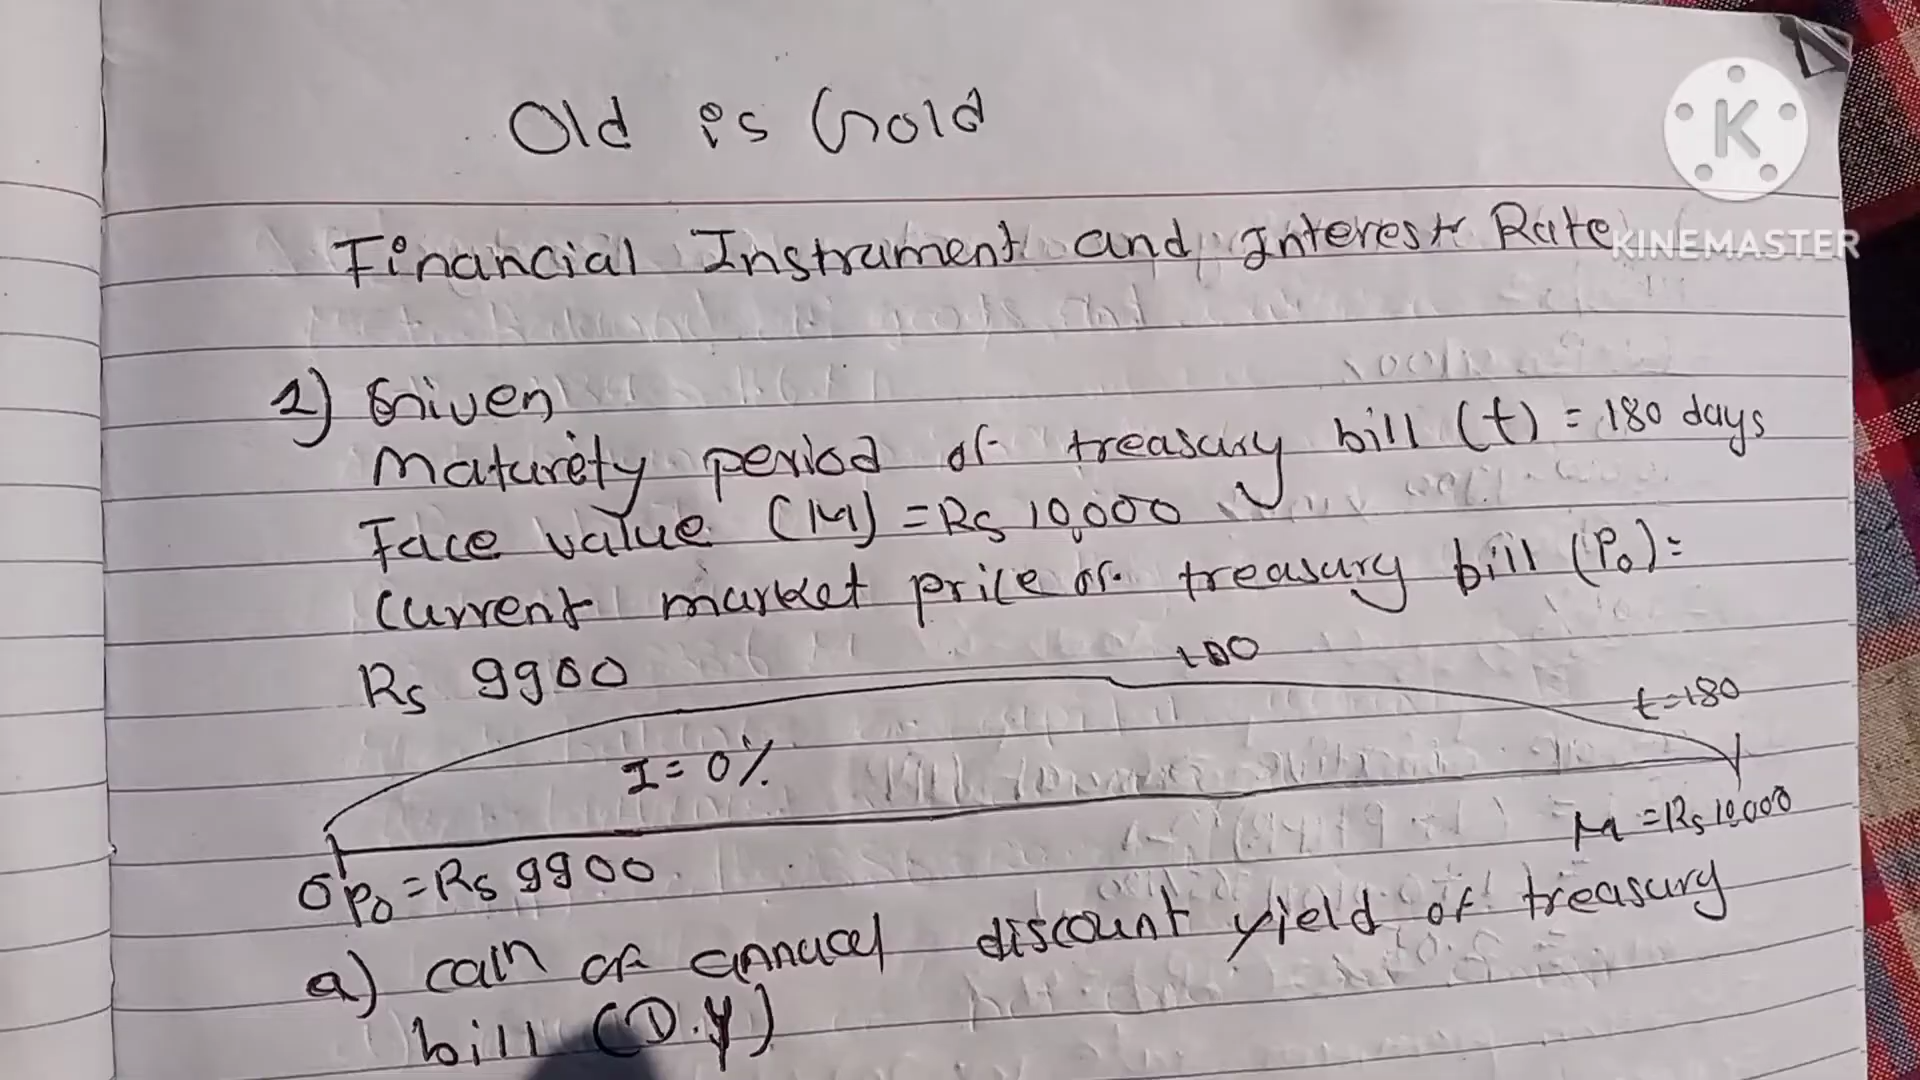 Old is Gold
K
KINEMASTER
Financial Instrument and Interest Rate
1) Given
Maturity period of treasury bill (t) = 180 days
Face value (M) = Rs 10,000
Current market price of treasury bill (P0) =
Rs 9900
180
t=180
I = 0%
M = Rs 10,000
0 P0 = Rs 9900
a) caln of annual discount yield of treasury
bill (D.Y)